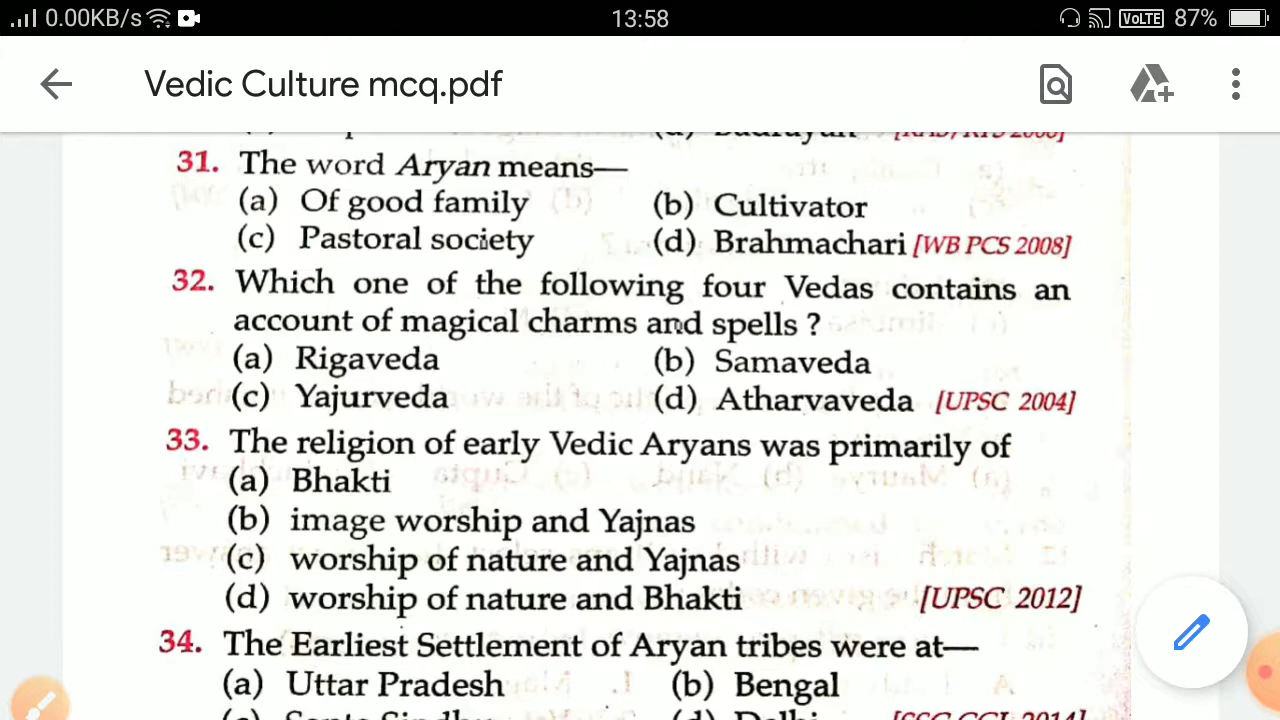 0.00KB/s 13:58 VoLTE 87%
Vedic Culture mcq.pdf
31. The word Aryan means—
(a) Of good family (b) Cultivator
(c) Pastoral society (d) Brahmachari [WB PCS 2008]
32. Which one of the following four Vedas contains an
account of magical charms and spells ?
(a) Rigaveda (b) Samaveda
(c) Yajurveda (d) Atharvaveda [UPSC 2004]
33. The religion of early Vedic Aryans was primarily of
(a) Bhakti
(b) image worship and Yajnas
(c) worship of nature and Yajnas
(d) worship of nature and Bhakti [UPSC 2012]
34. The Earliest Settlement of Aryan tribes were at—
(a) Uttar Pradesh (b) Bengal